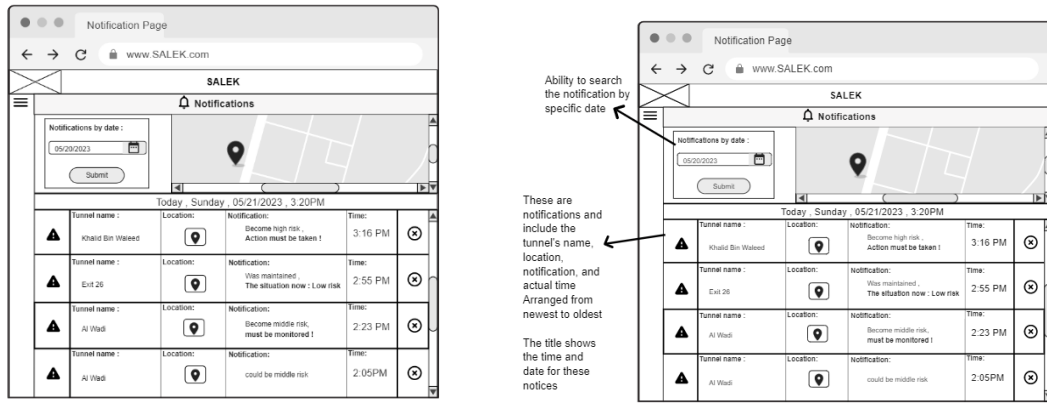 Notification Page
www.SALEK.com
SALEK
Notifications
Notifications by date :
05/20/2023
Submit
Today , Sunday , 05/21/2023 , 3:20PM
Tunnel name : Location: Notification: Time:
Khalid Bin Waleed Become high risk , Action must be taken ! 3:16 PM
Tunnel name : Location: Notification: Time:
Exit 26 Was maintained , The situation now : Low risk 2:55 PM
Tunnel name : Location: Notification: Time:
Al Wadi Become middle risk, must be monitored ! 2:23 PM
Tunnel name : Location: Notification: Time:
Al Wadi could be middle risk 2:05PM
Ability to search
the notification by
specific date
These are
notifications and
include the
tunnel's name,
location,
notification, and
actual time
Arranged from
newest to oldest
The title shows
the time and
date for these
notices
Notification Page
www.SALEK.com
SALEK
Notifications
Notifications by date :
05/20/2023
Submit
Today , Sunday , 05/21/2023 , 3:20PM
Tunnel name : Location: Notification: Time:
Khalid Bin Waleed Become high risk , Action must be taken ! 3:16 PM
Tunnel name : Location: Notification: Time:
Exit 26 Was maintained , The situation now : Low risk 2:55 PM
Tunnel name : Location: Notification: Time:
Al Wadi Become middle risk, must be monitored ! 2:23 PM
Tunnel name : Location: Notification: Time:
Al Wadi could be middle risk 2:05PM